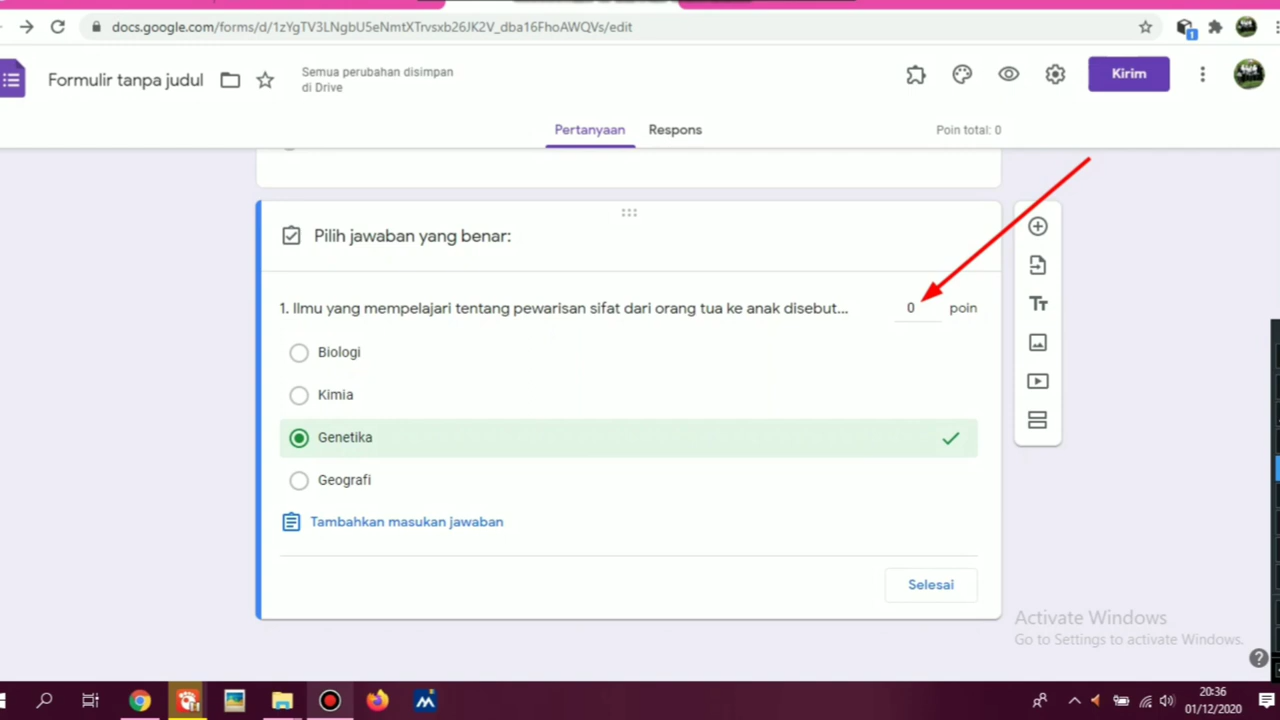 docs.google.com/forms/d/1zYgTV3LNgbU5eNmtXTrvsxb26JK2V_dba16FhoAWQVs/edit
1
Formulir tanpa judul
Semua perubahan disimpan
di Drive
Kirim
Pertanyaan
Respons
Poin total: 0
Pilih jawaban yang benar:
1. Ilmu yang mempelajari tentang pewarisan sifat dari orang tua ke anak disebut...
0 poin
Biologi
Kimia
Genetika
Geografi
Tambahkan masukan jawaban
Selesai
Tт
Activate Windows
Go to Settings to activate Windows.
20:36
01/12/2020